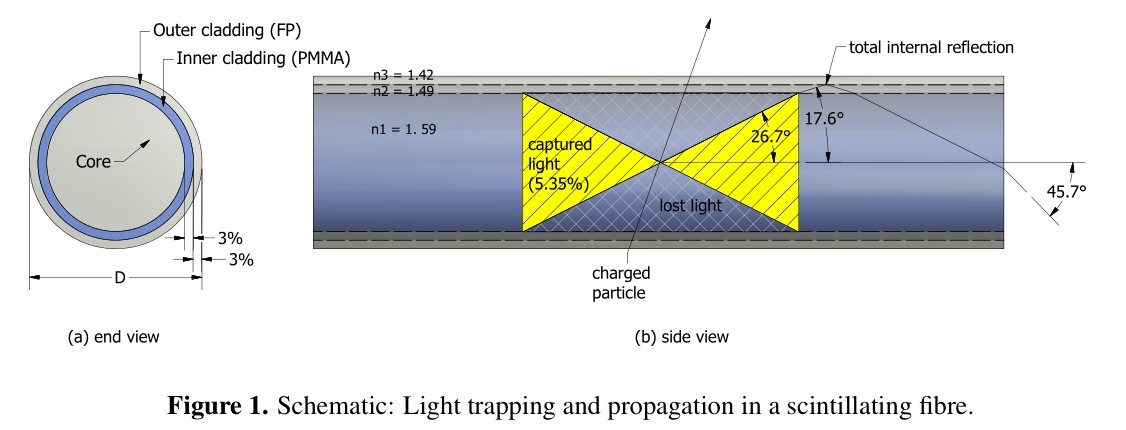 Outer cladding (FP)
Inner cladding (PMMA)
Core
3%
3%
D
(a) end view
n3 = 1.42
n2 = 1.49
n1 = 1. 59
captured
light
(5.35%)
lost light
26.7°
17.6°
total internal reflection
45.7°
charged
particle
(b) side view
Figure 1. Schematic: Light trapping and propagation in a scintillating fibre.